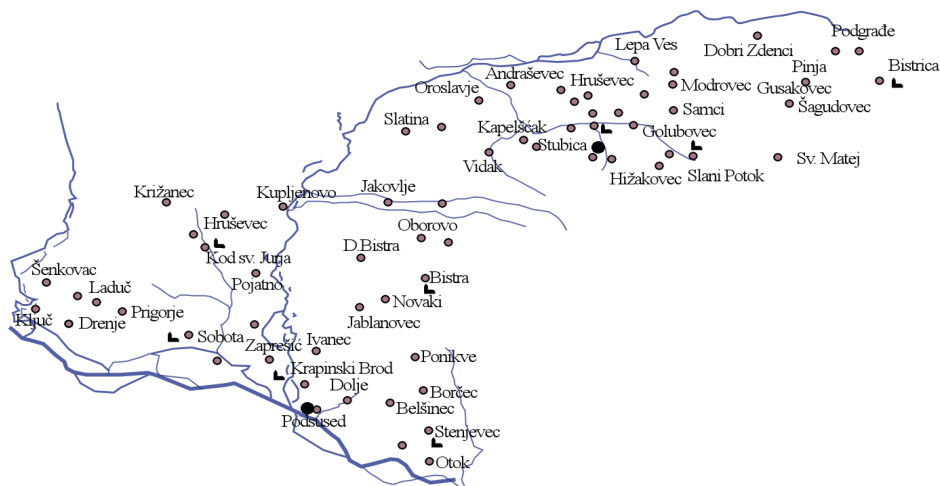 Podgrađe
Lepa Ves
Dobri Zdenci
Bistrica
Pinja
Andraševec
Hruševec
Modrovec
Gusakovec
Oroslavje
Šagudovec
Samci
Slatina
Kapelščak
Golubovec
Stubica
Vidak
Sv. Matej
Hižakovec
Slani Potok
Križanec
Kupljenovo
Jakovlje
Hruševec
Oborovo
D.Bistra
Kod sv. Jurja
Šenkovac
Pojatno
Bistra
Laduč
Novaki
Prigorje
Ključ
Drenje
Jablanovec
Sobota
Ivanec
Zaprešić
Ponikve
Krapinski Brod
Dolje
Borčec
Belšinec
Podsused
Stenjevec
Otok